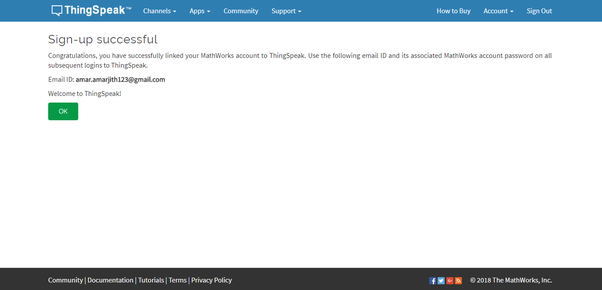 ThingSpeak™ Channels Apps Community Support How to Buy Account Sign Out
Sign-up successful
Congratulations, you have successfully linked your MathWorks account to ThingSpeak. Use the following email ID and its associated MathWorks account password on all
subsequent logins to ThingSpeak.
Email ID: amar.amarjith123@gmail.com
Welcome to ThingSpeak!
OK
Community | Documentation | Tutorials | Terms | Privacy Policy © 2018 The MathWorks, Inc.